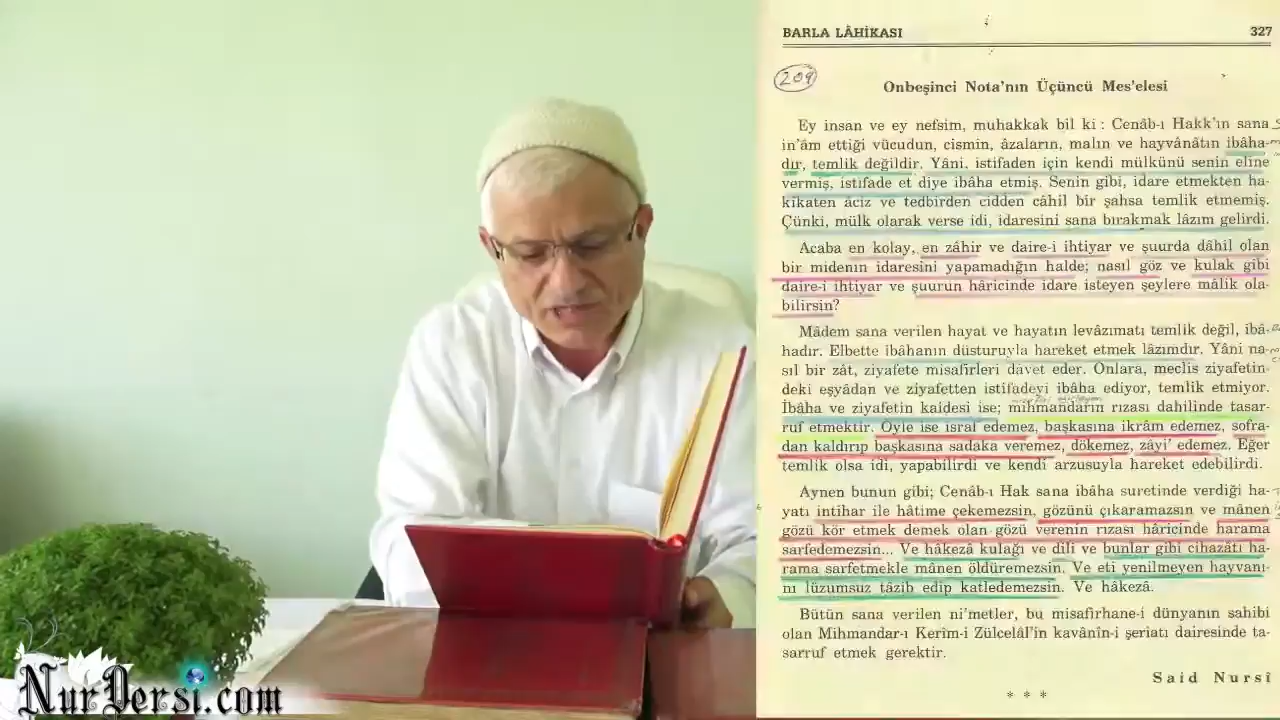 BARLA LÂHİKASI 327
209
Onbeşinci Nota'nın Üçüncü Mes'elesi
Ey insan ve ey nefsim, muhakkak bil ki : Cenâb-ı Hakk'ın sana
in'âm ettiği vücudun, cismin, âzaların, malın ve hayvânâtın ibâha-
dır, temlik değildir. Yâni, istifaden için kendi mülkünü senin eline
vermiş, istifade et diye ibâha etmiş. Senin gibi, idare etmekten ha-
kikaten âciz ve tedbirden cidden câhil bir şahsa temlik etmemiş.
Çünki, mülk olarak verse idi, idaresini sana bırakmak lâzım gelirdi.
Acaba en kolay, en zâhir ve daire-i ihtiyar ve şuurda dâhil olan
bir midenin idaresini yapamadığın halde; nasıl göz ve kulak gibi
daire-i ihtiyar ve şuurun hâricinde idare isteyen şeylere mâlik ola-
bilirsin?
Mâdem sana verilen hayat ve hayatın levâzımatı temlik değil, ibâ-
hadır. Elbette ibâhanın düsturuyla hareket etmek lâzımdır. Yâni na-
sıl bir zât, ziyafete misafirleri davet eder. Onlara, meclis ziyafetin-
deki eşyâdan ve ziyafetten istifadeyi ibâha ediyor, temlik etmiyor.
İbâha ve ziyafetin kaidesi ise; mihmandarın rızası dahilinde tasar-
ruf etmektir. Öyle ise israf edemez, başkasına ikrâm edemez, sofra-
dan kaldırıp başkasına sadaka veremez, dökemez, zâyi' edemez. Eğer
temlik olsa idi, yapabilirdi ve kendi arzusuyla hareket edebilirdi.
Aynen bunun gibi; Cenâb-ı Hak sana ibâha suretinde verdiği ha-
yatı intihar ile hâtime çekemezsin, gözünü çıkaramazsın ve mânen
gözü kör etmek demek olan gözü verenin rızası hâricinde harama
sarfedemezsin... Ve hâkezâ kulağı ve dili ve bunlar gibi cihazâtı ha-
rama sarfetmekle mânen öldüremezsin. Ve eti yenilmeyen hayvanı-
nı lüzumsuz tâzib edip katledemezsin. Ve hâkezâ.
Bütün sana verilen ni'metler, bu misafirhane-i dünyanın sahibi
olan Mihmandar-ı Kerîm-i Zülcelâl'in kavânîn-i şeriatı dairesinde ta-
sarruf etmek gerektir.
Said Nursî
* * *
NurDersi.com